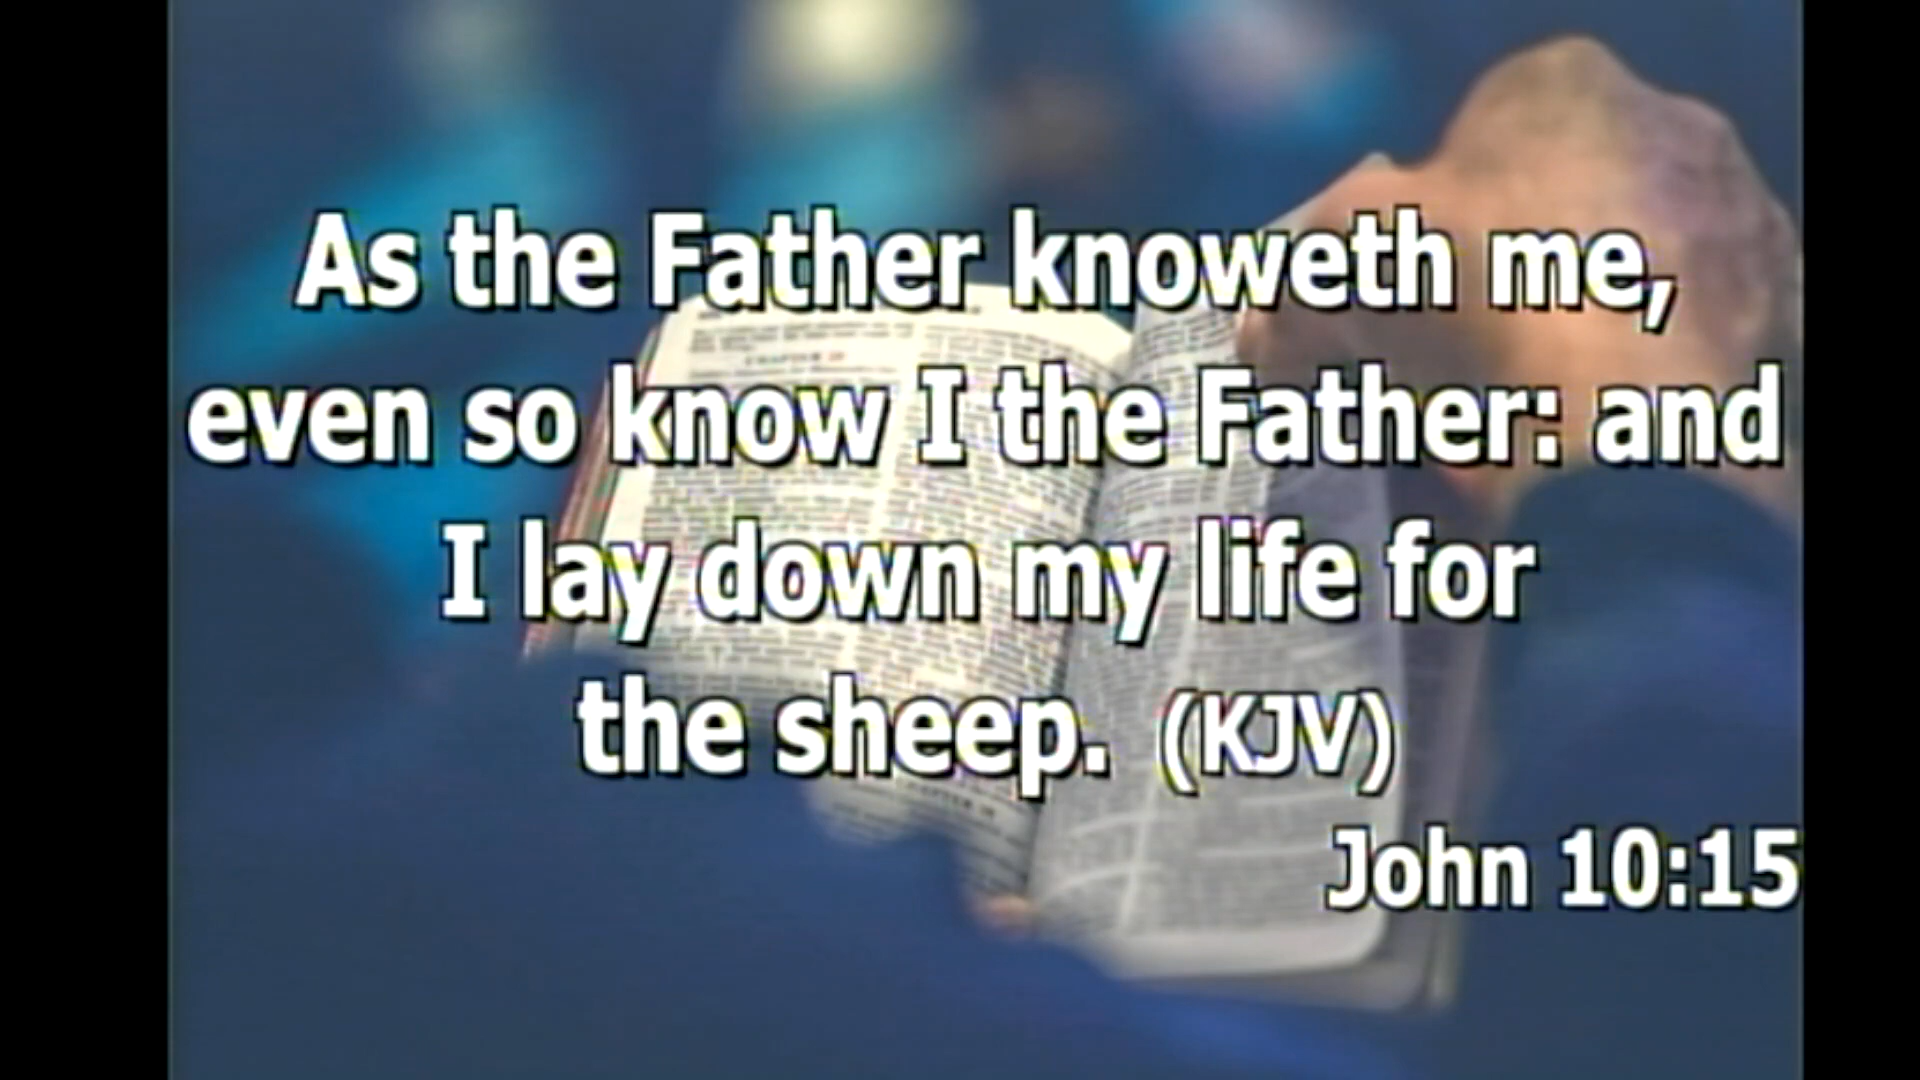 As the Father knoweth me,
even so know I the Father: and
I lay down my life for
the sheep. (KJV)
John 10:15